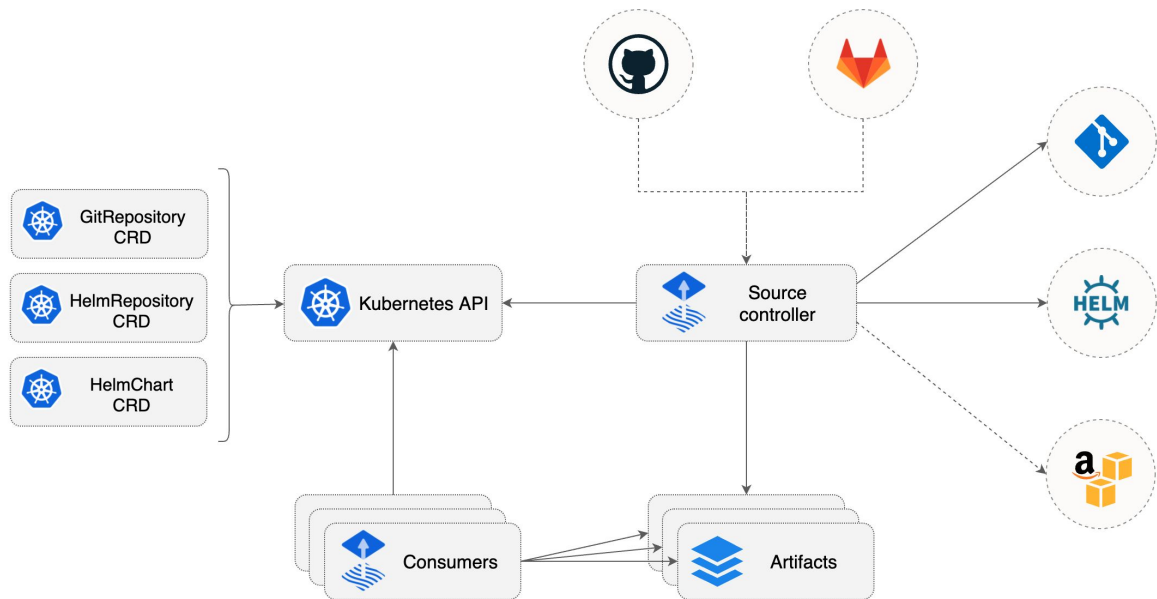 GitRepository
CRD
HelmRepository
CRD
HelmChart
CRD
Kubernetes API
Source
controller
HELM
a
Consumers
Artifacts